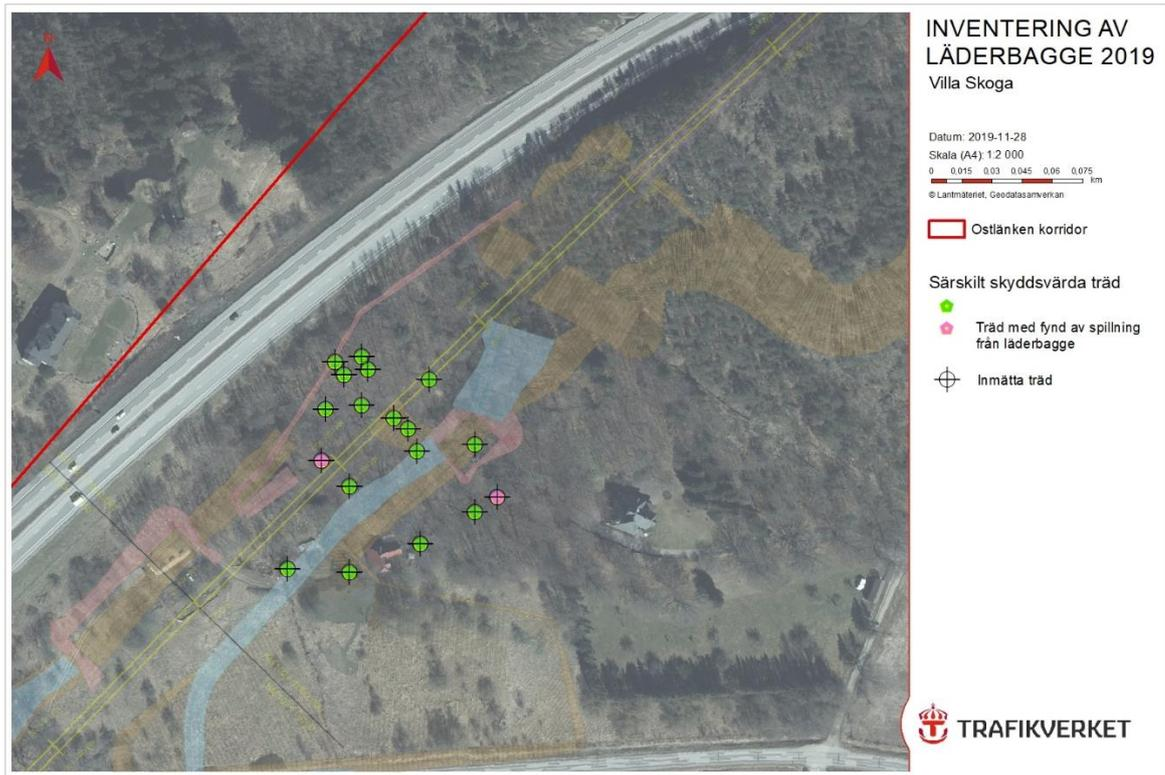 INVENTERING AV
LÄDERBAGGE 2019
Villa Skoga
Datum: 2019-11-28
Skala (A4): 1:2 000
0 0,015 0,03 0,045 0,06 0,075
km
© Lantmäteriet, Geodatasamverkan
Ostlänken korridor
Särskilt skyddsvärda träd
Träd med fynd av spillning
från läderbagge
Inmätta träd
TRAFIKVERKET